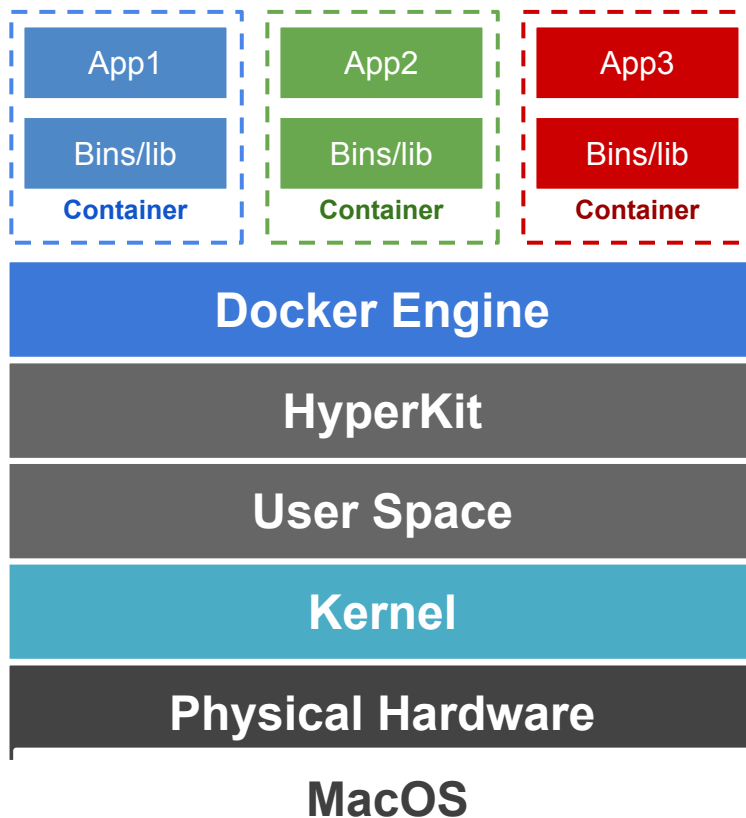 App1 App2 App3
Bins/lib Bins/lib Bins/lib
Container Container Container
Docker Engine
HyperKit
User Space
Kernel
Physical Hardware
MacOS